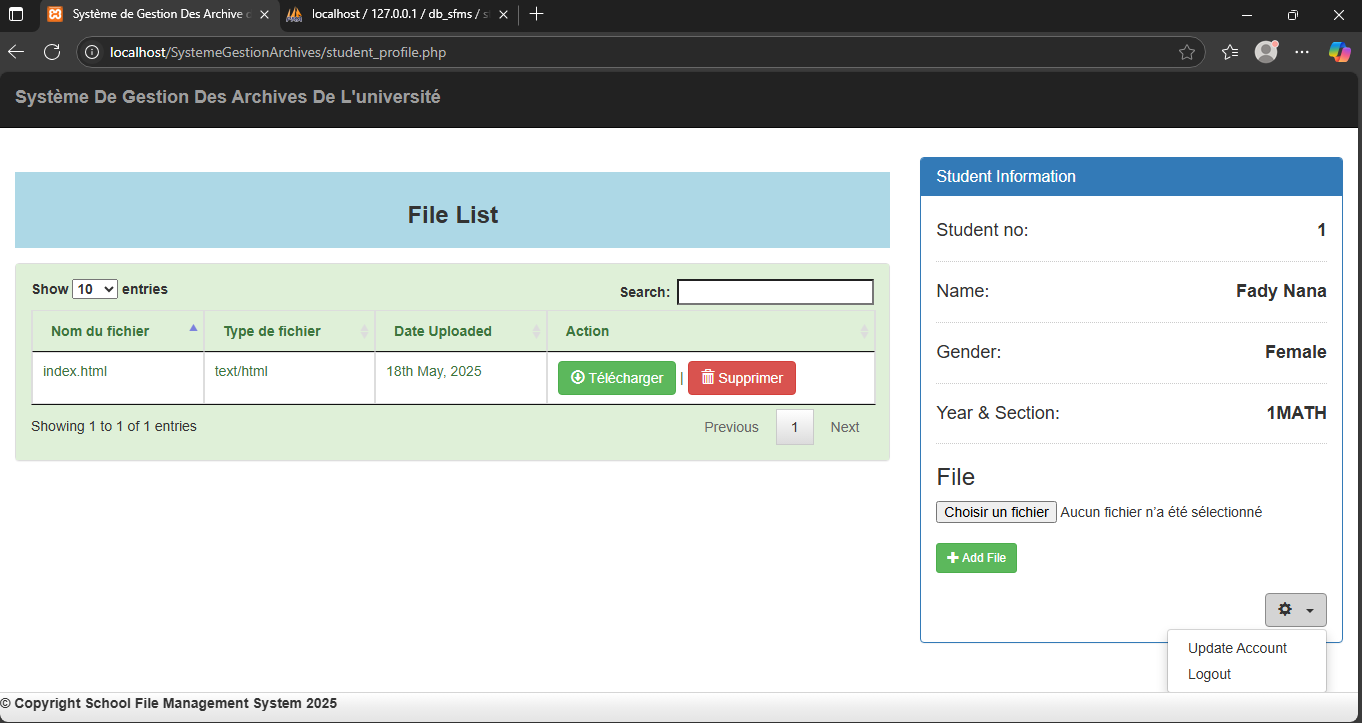 Système de Gestion Des Archive
localhost / 127.0.0.1 / db_sfms /
localhost/SystemeGestionArchives/student_profile.php
Système De Gestion Des Archives De L'université
File List
Show 10 entries
Search:
Nom du fichier Type de fichier Date Uploaded Action
index.html text/html 18th May, 2025 Télécharger | Supprimer
Showing 1 to 1 of 1 entries
Previous 1 Next
Student Information
Student no: 1
Name: Fady Nana
Gender: Female
Year & Section: 1MATH
File
Choisir un fichier Aucun fichier n’a été sélectionné
Add File
Update Account
Logout
© Copyright School File Management System 2025